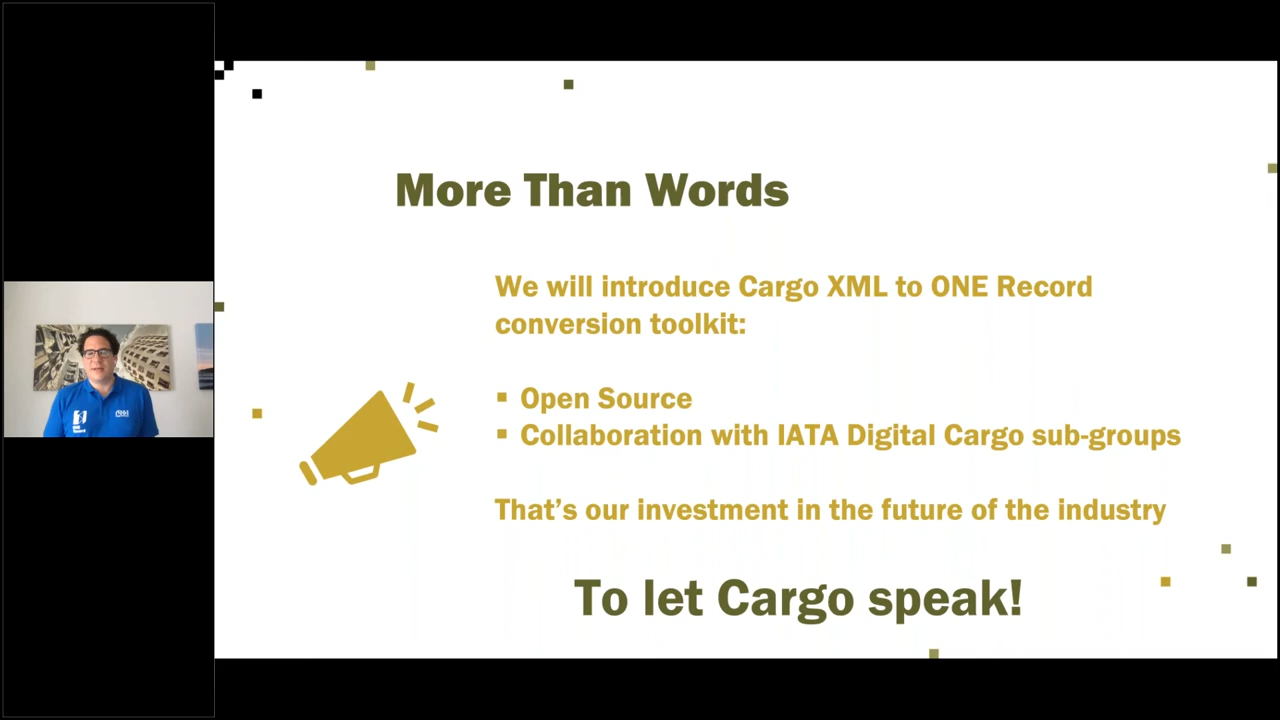 More Than Words
We will introduce Cargo XML to ONE Record
conversion toolkit:
▪ Open Source
▪ Collaboration with IATA Digital Cargo sub-groups
That's our investment in the future of the industry
To let Cargo speak!